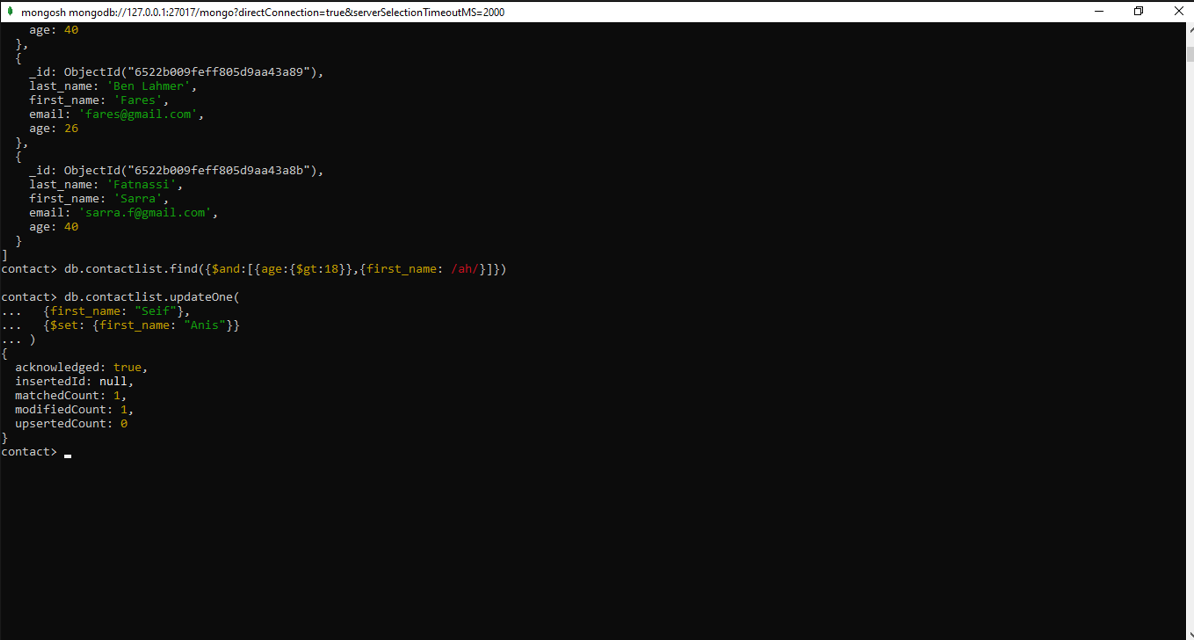 mongosh mongodb://127.0.0.1:27017/mongo?directConnection=true&serverSelectionTimeoutMS=2000
    age: 40
  },
  {
    _id: ObjectId("6522b009feff805d9aa43a89"),
    last_name: 'Ben Lahmer',
    first_name: 'Fares',
    email: 'fares@gmail.com',
    age: 26
  },
  {
    _id: ObjectId("6522b009feff805d9aa43a8b"),
    last_name: 'Fatnassi',
    first_name: 'Sarra',
    email: 'sarra.f@gmail.com',
    age: 40
  }
]
contact> db.contactlist.find({$and:[{age:{$gt:18}},{first_name: /ah/}]})
contact> db.contactlist.updateOne(
...   {first_name: "Seif"},
...   {$set: {first_name: "Anis"}}
... )
{
  acknowledged: true,
  insertedId: null,
  matchedCount: 1,
  modifiedCount: 1,
  upsertedCount: 0
}
contact>